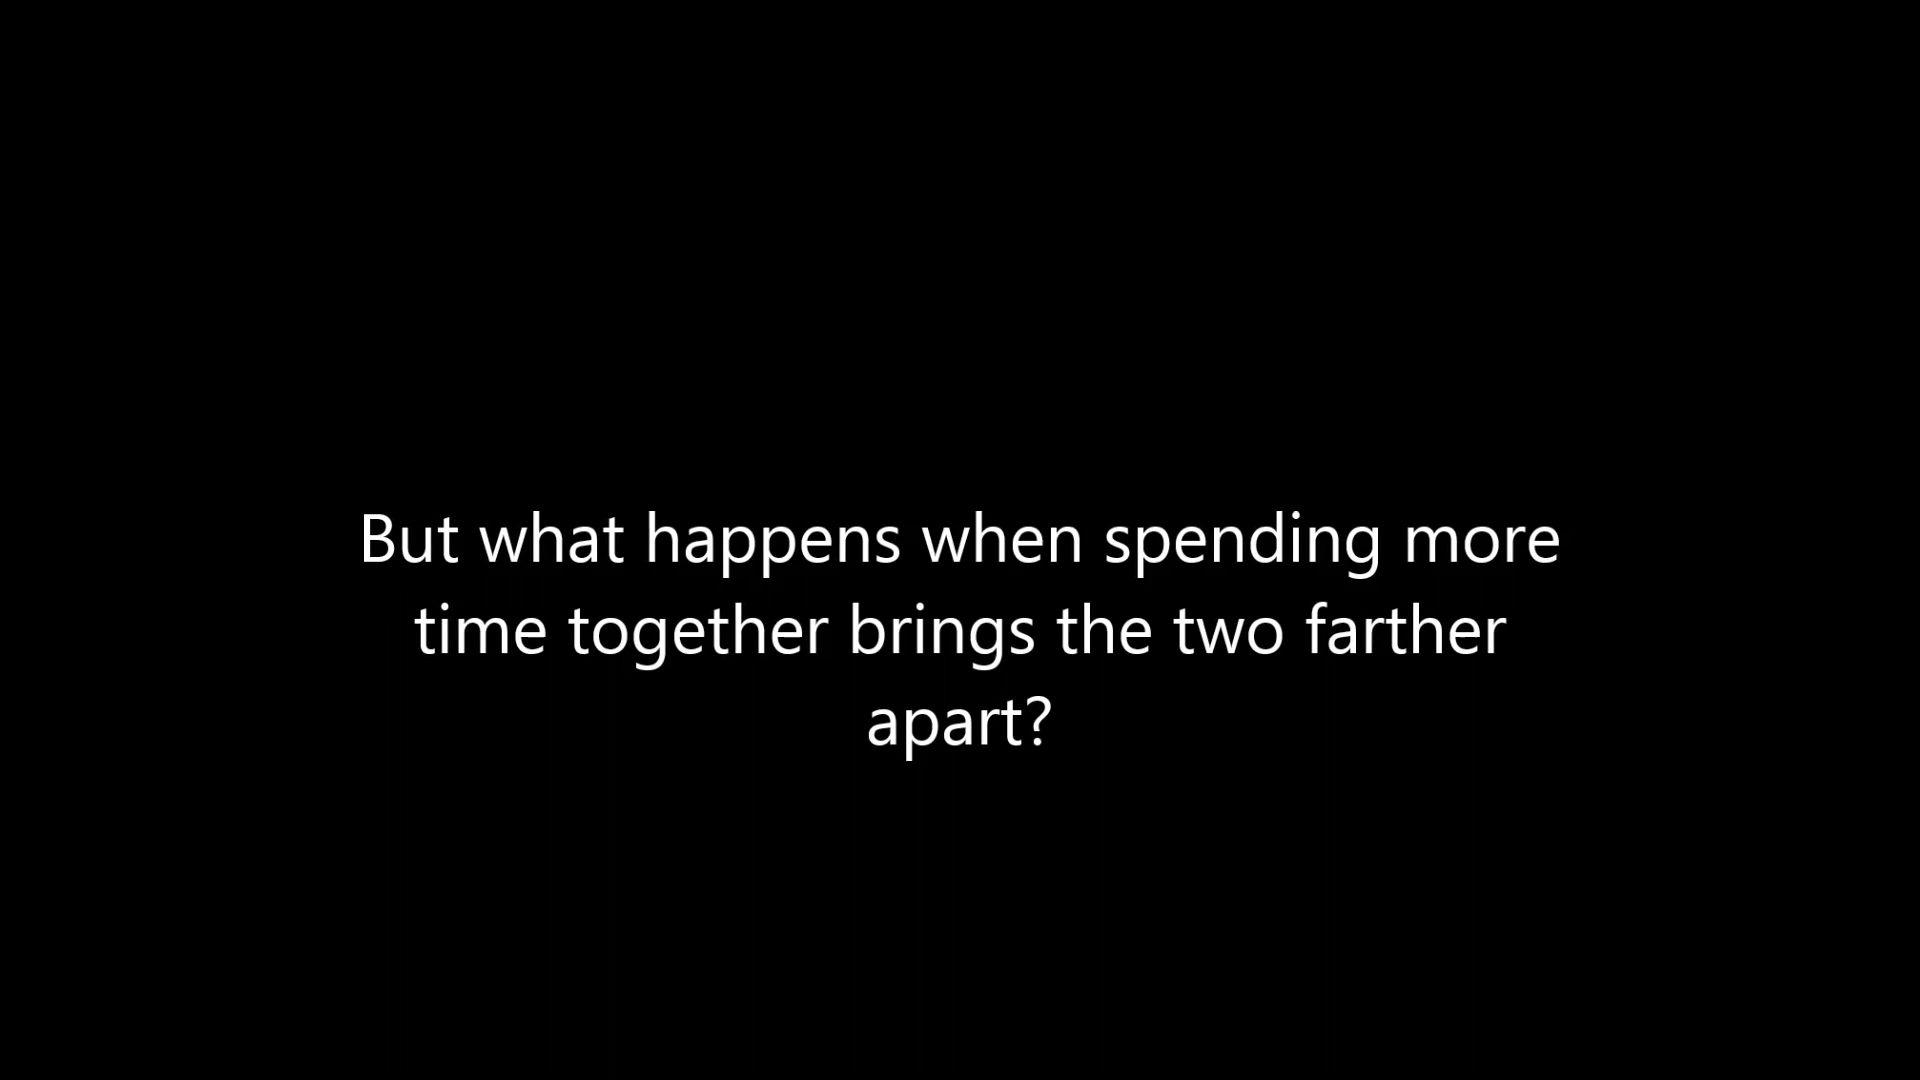 But what happens when spending more
time together brings the two farther
apart?